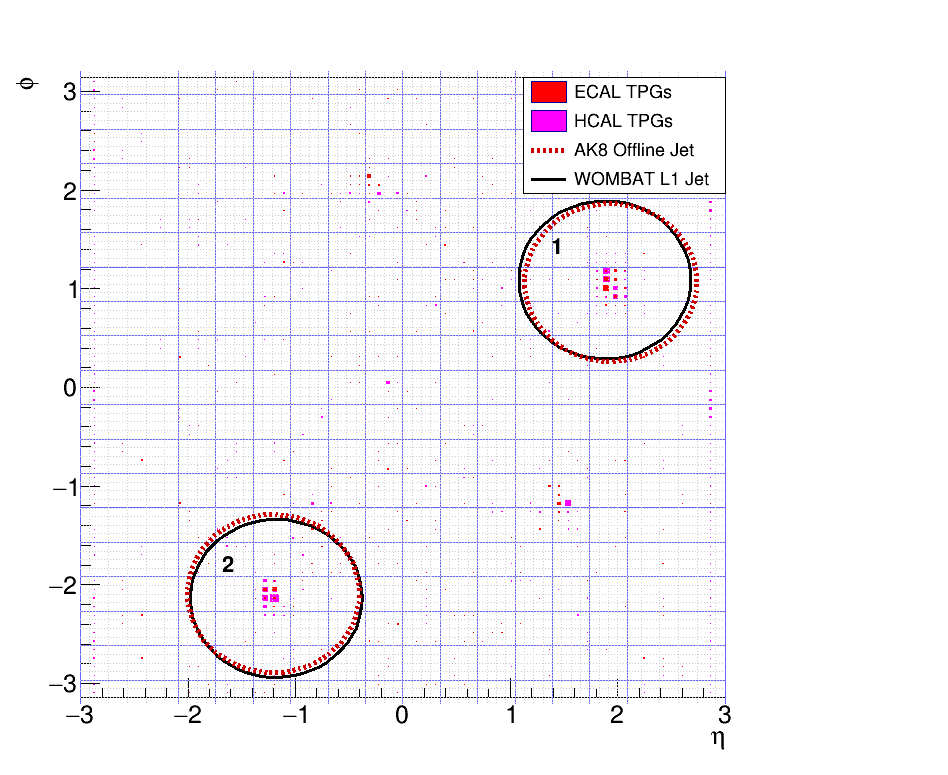 ϕ
3
2
1
0
−1
−2
−3
ECAL TPGs
HCAL TPGs
AK8 Offline Jet
WOMBAT L1 Jet
1
2
−3 −2 −1 0 1 2 3
η